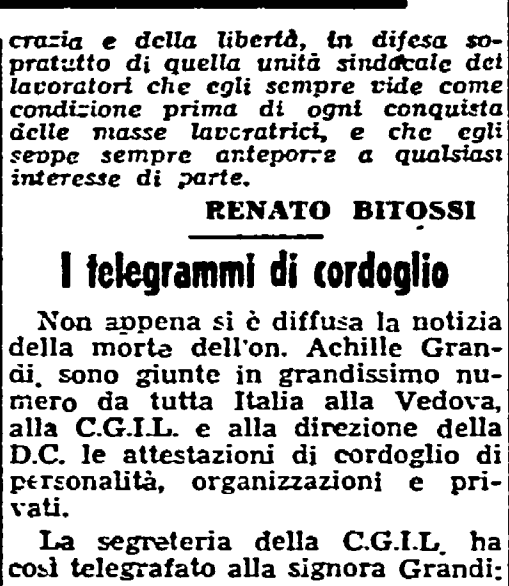 crazia e della libertà, in difesa so-
pratutto di quella unità sindacale dei
lavoratori che egli sempre vide come
condizione prima di ogni conquista
delle masse lavoratrici, e che egli
seppe sempre anteporre a qualsiasi
interesse di parte.
RENATO BITOSSI
I telegrammi di cordoglio
Non appena si è diffusa la notizia
della morte dell'on. Achille Gran-
di, sono giunte in grandissimo nu-
mero da tutta Italia alla Vedova,
alla C.G.I.L. e alla direzione della
D.C. le attestazioni di cordoglio di
personalità, organizzazioni e pri-
vati.
La segreteria della C.G.I.L. ha
così telegrafato alla signora Grandi: